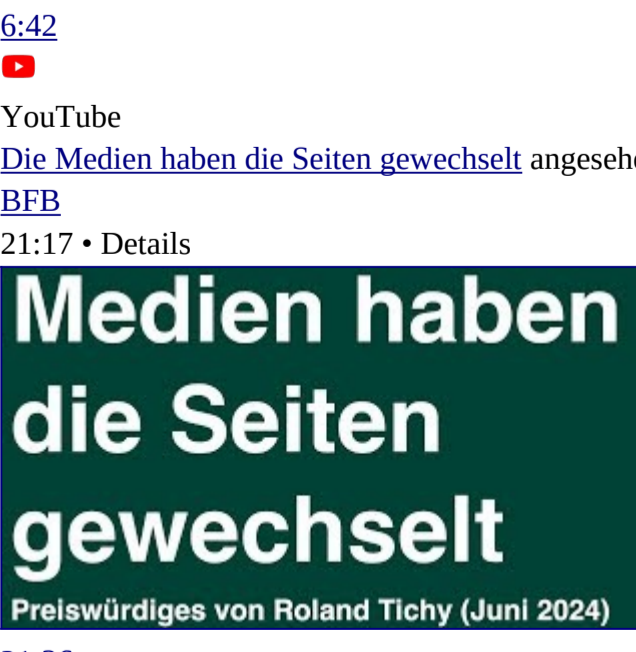 6:42
YouTube
Die Medien haben die Seiten gewechselt
BFB
21:17 • Details
Medien haben
die Seiten
gewechselt
Preiswürdiges von Roland Tichy (Juni 2024)